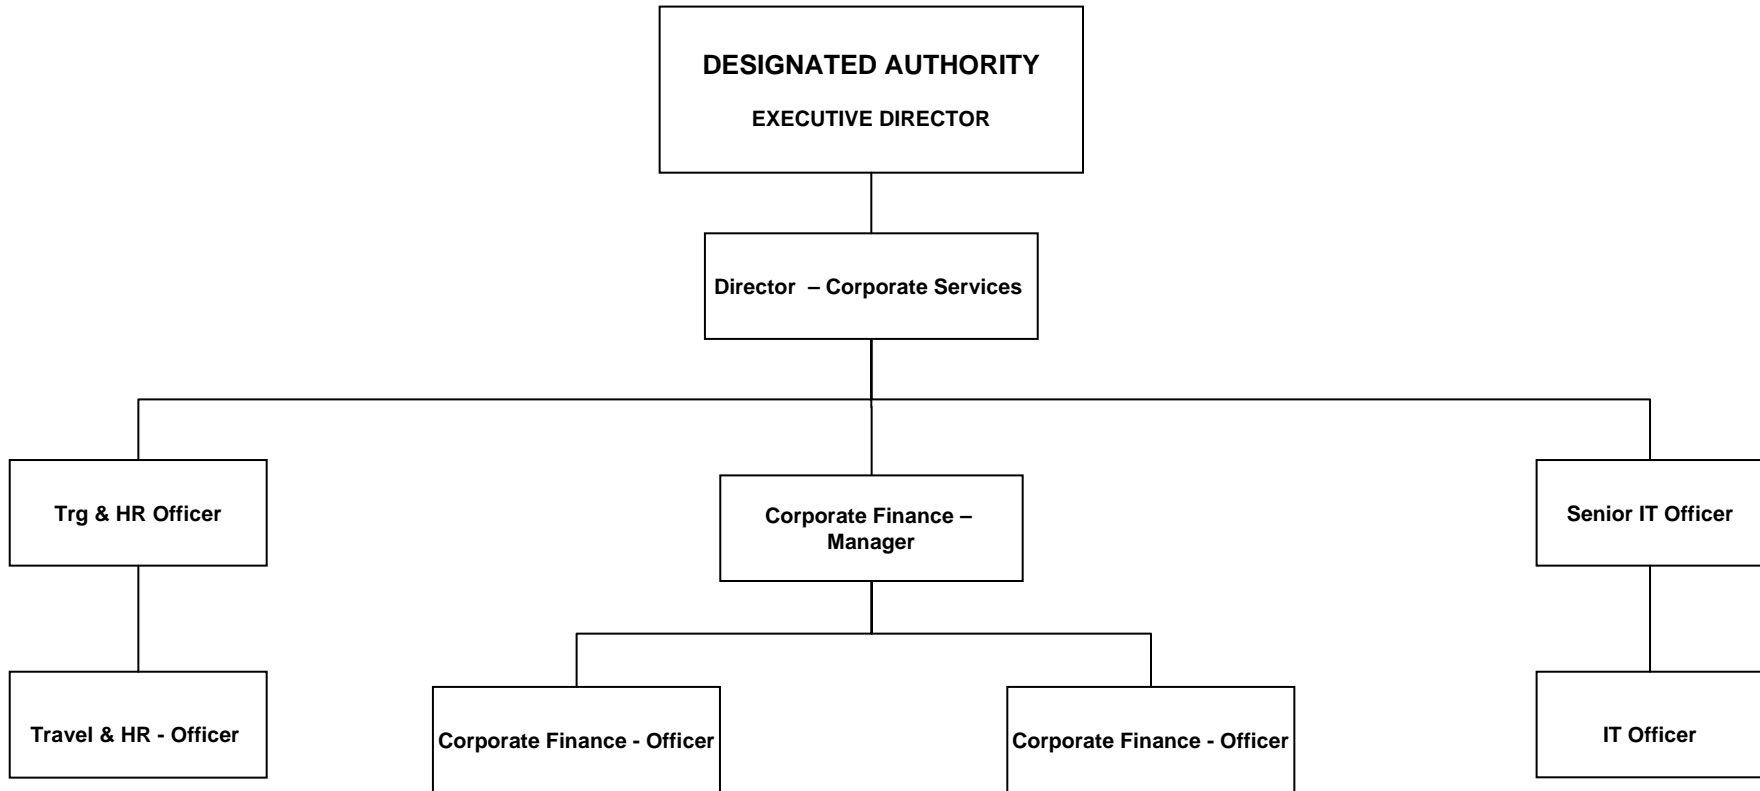 DESIGNATED AUTHORITY
EXECUTIVE DIRECTOR
Director – Corporate Services
Trg & HR Officer
Corporate Finance –
Manager
Senior IT Officer
Travel & HR - Officer
Corporate Finance - Officer
Corporate Finance - Officer
IT Officer